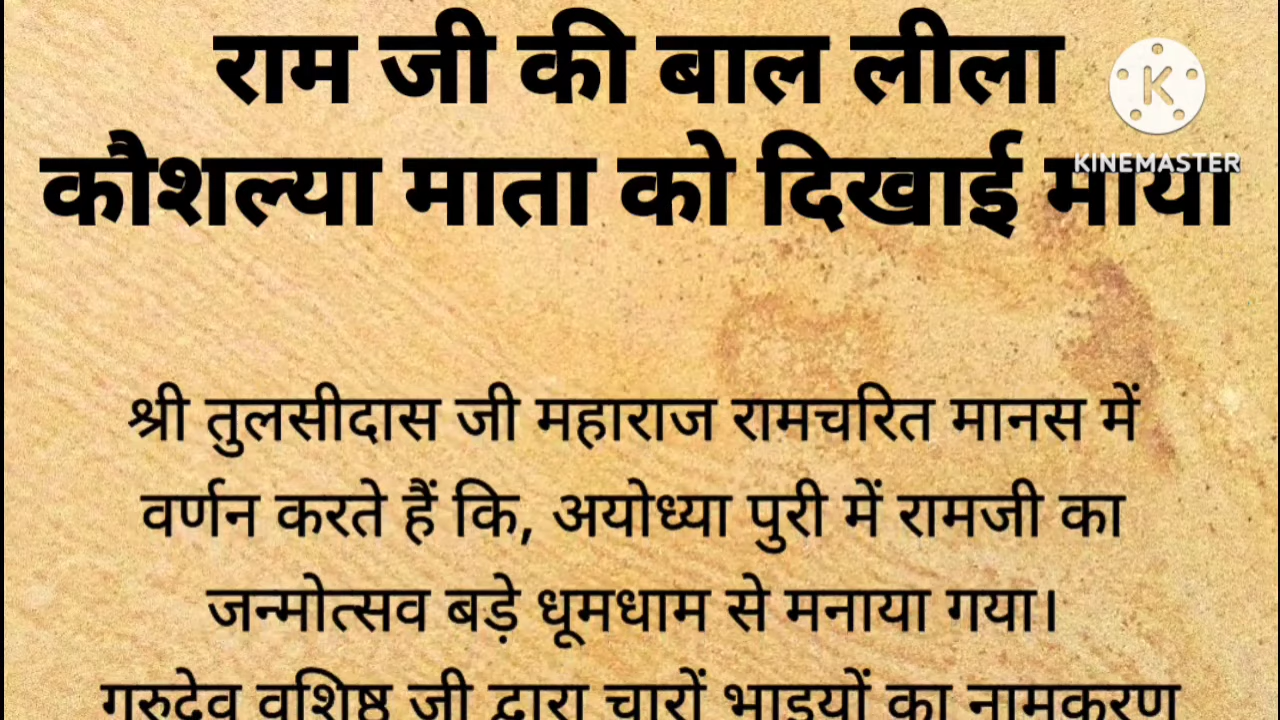 राम जी की बाल लीला
कौशल्या माता को दिखाई माया
KINEMASTER
श्री तुलसीदास जी महाराज रामचरित मानस में
वर्णन करते हैं कि, अयोध्या पुरी में रामजी का
जन्मोत्सव बड़े धूमधाम से मनाया गया।
गुरुदेव वशिष्ठ जी द्वारा चारों भाइयों का नामकरण